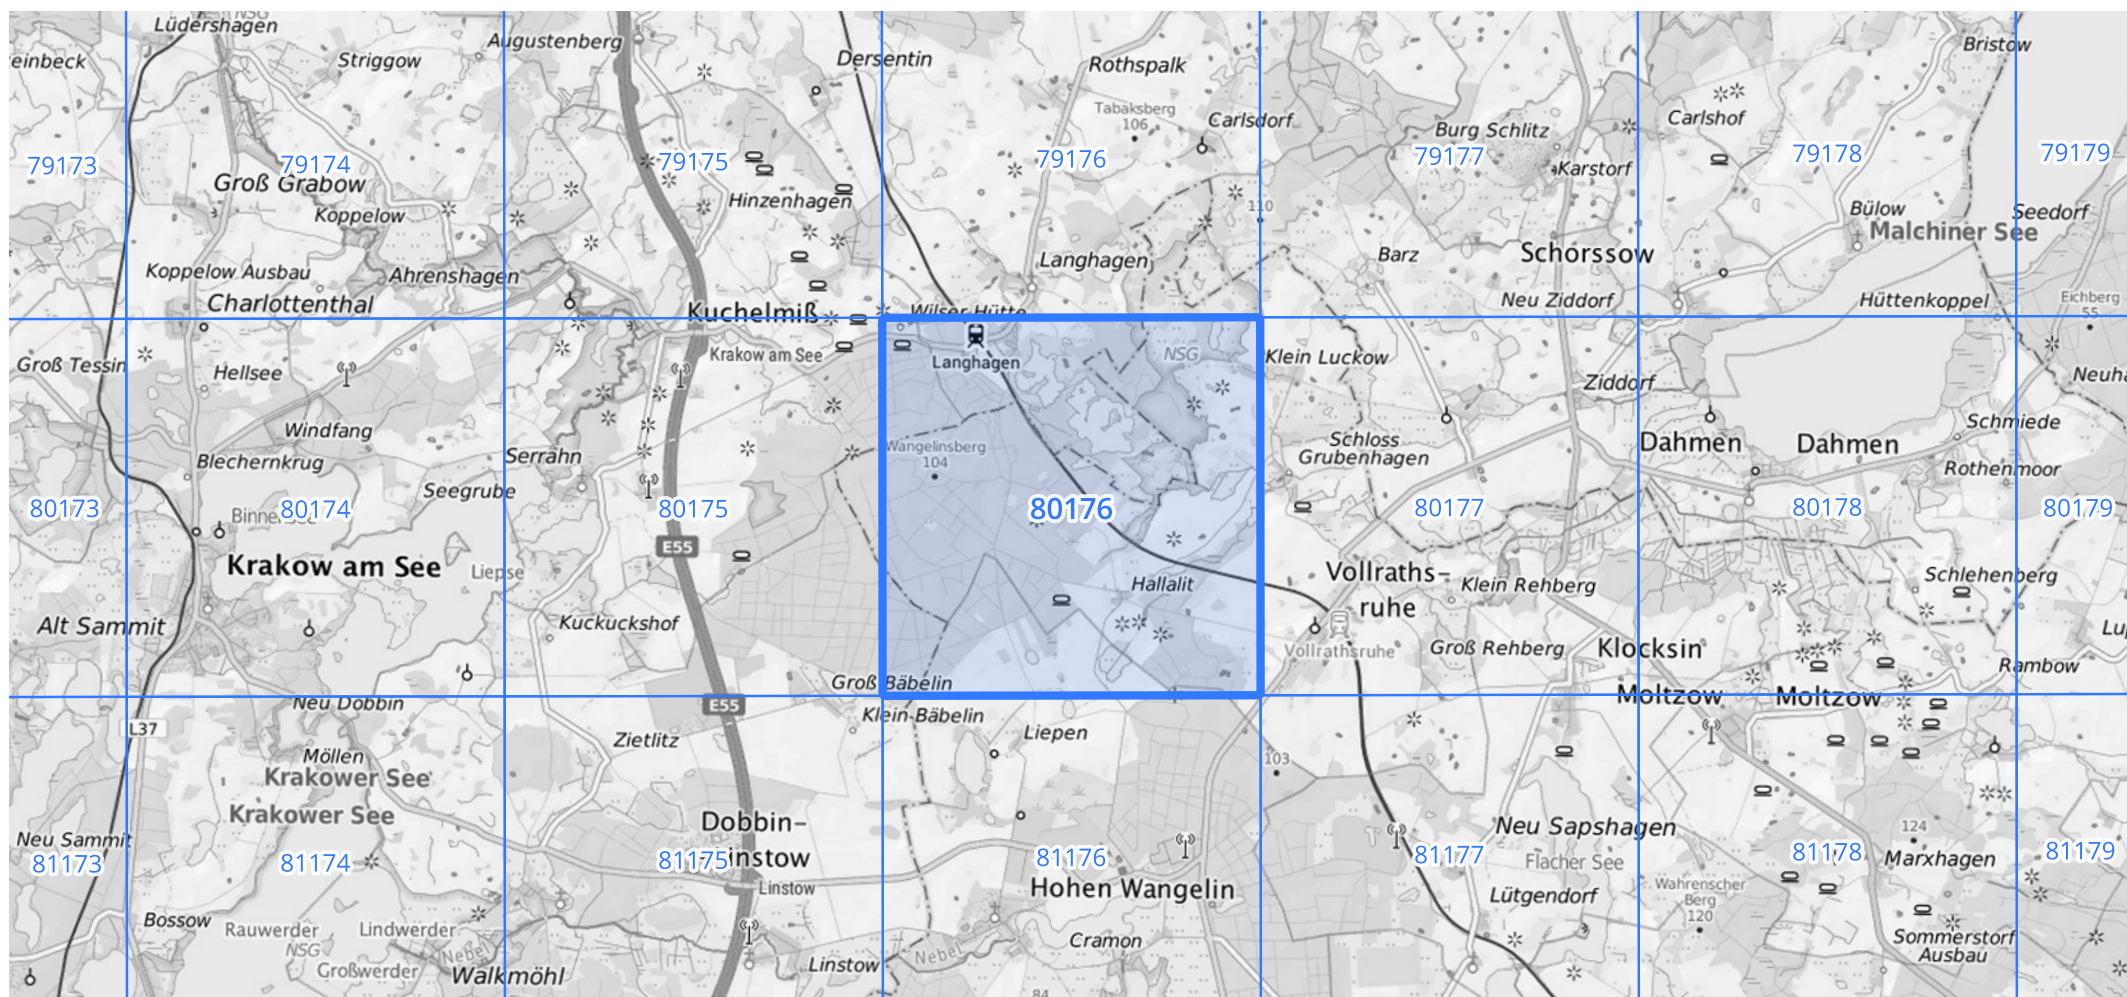 NSG
Lüdershagen
einbeck
Striggow
Augustenberg
Dersentin
Rothspalk
Bristow
Tabaksberg
106
Carlsdorf
Burg Schlitz
Carlshof
79173
79174
79175
79176
79177
79178
79179
Karstorf
Groß Grabow
Koppelow
Hinzenhagen
110
Bülow
Seedorf
Malchiner See
Koppelow Ausbau
Ahrenshagen
Langhagen
Barz
Schorssow
Charlottenthal
Kuchelmiß
Wilser Hütte
Neu Ziddorf
Hüttenkoppel
Eichberg
55
Groß Tessin
Hellsee
Krakow am See
Langhagen
NSG
Klein Luckow
Ziddorf
Windfang
Blechernkrug
Serrahn
Seegrube
Wangelinsberg
104
Schloss
Grubenhagen
Dahmen
Dahmen
Schmiede
Rothenmoor
80173
80174
80175
80176
80177
80178
80179
E55
Krakow am See
Liepse
Hallalit
Vollraths-
ruhe
Klein Rehberg
Schlehenberg
Alt Sammit
Kuckuckshof
Vollrathsruhe
Groß Rehberg
Klocksin
Rambow
Groß Bäbelin
Moltzow
Moltzow
Neu Dobbin
E55
Klein Bäbelin
L37
Zietlitz
Liepen
Möllen
Krakower See
103
Krakower See
Dobbin-
Linstow
Neu Sapshagen
124
Neu Sammit
81173
81174
81175
81176
81177
81178
81179
Flacher See
Marxhagen
Linstow
Hohen Wangelin
Lütgendorf
Wahrenscher
Berg
120
Bossow
Rauwerder
Lindwerder
NSG
Nebel
Großwerder
Walkmöhl
Linstow
Nebel
Cramon
Sommerstorf
Ausbau
84